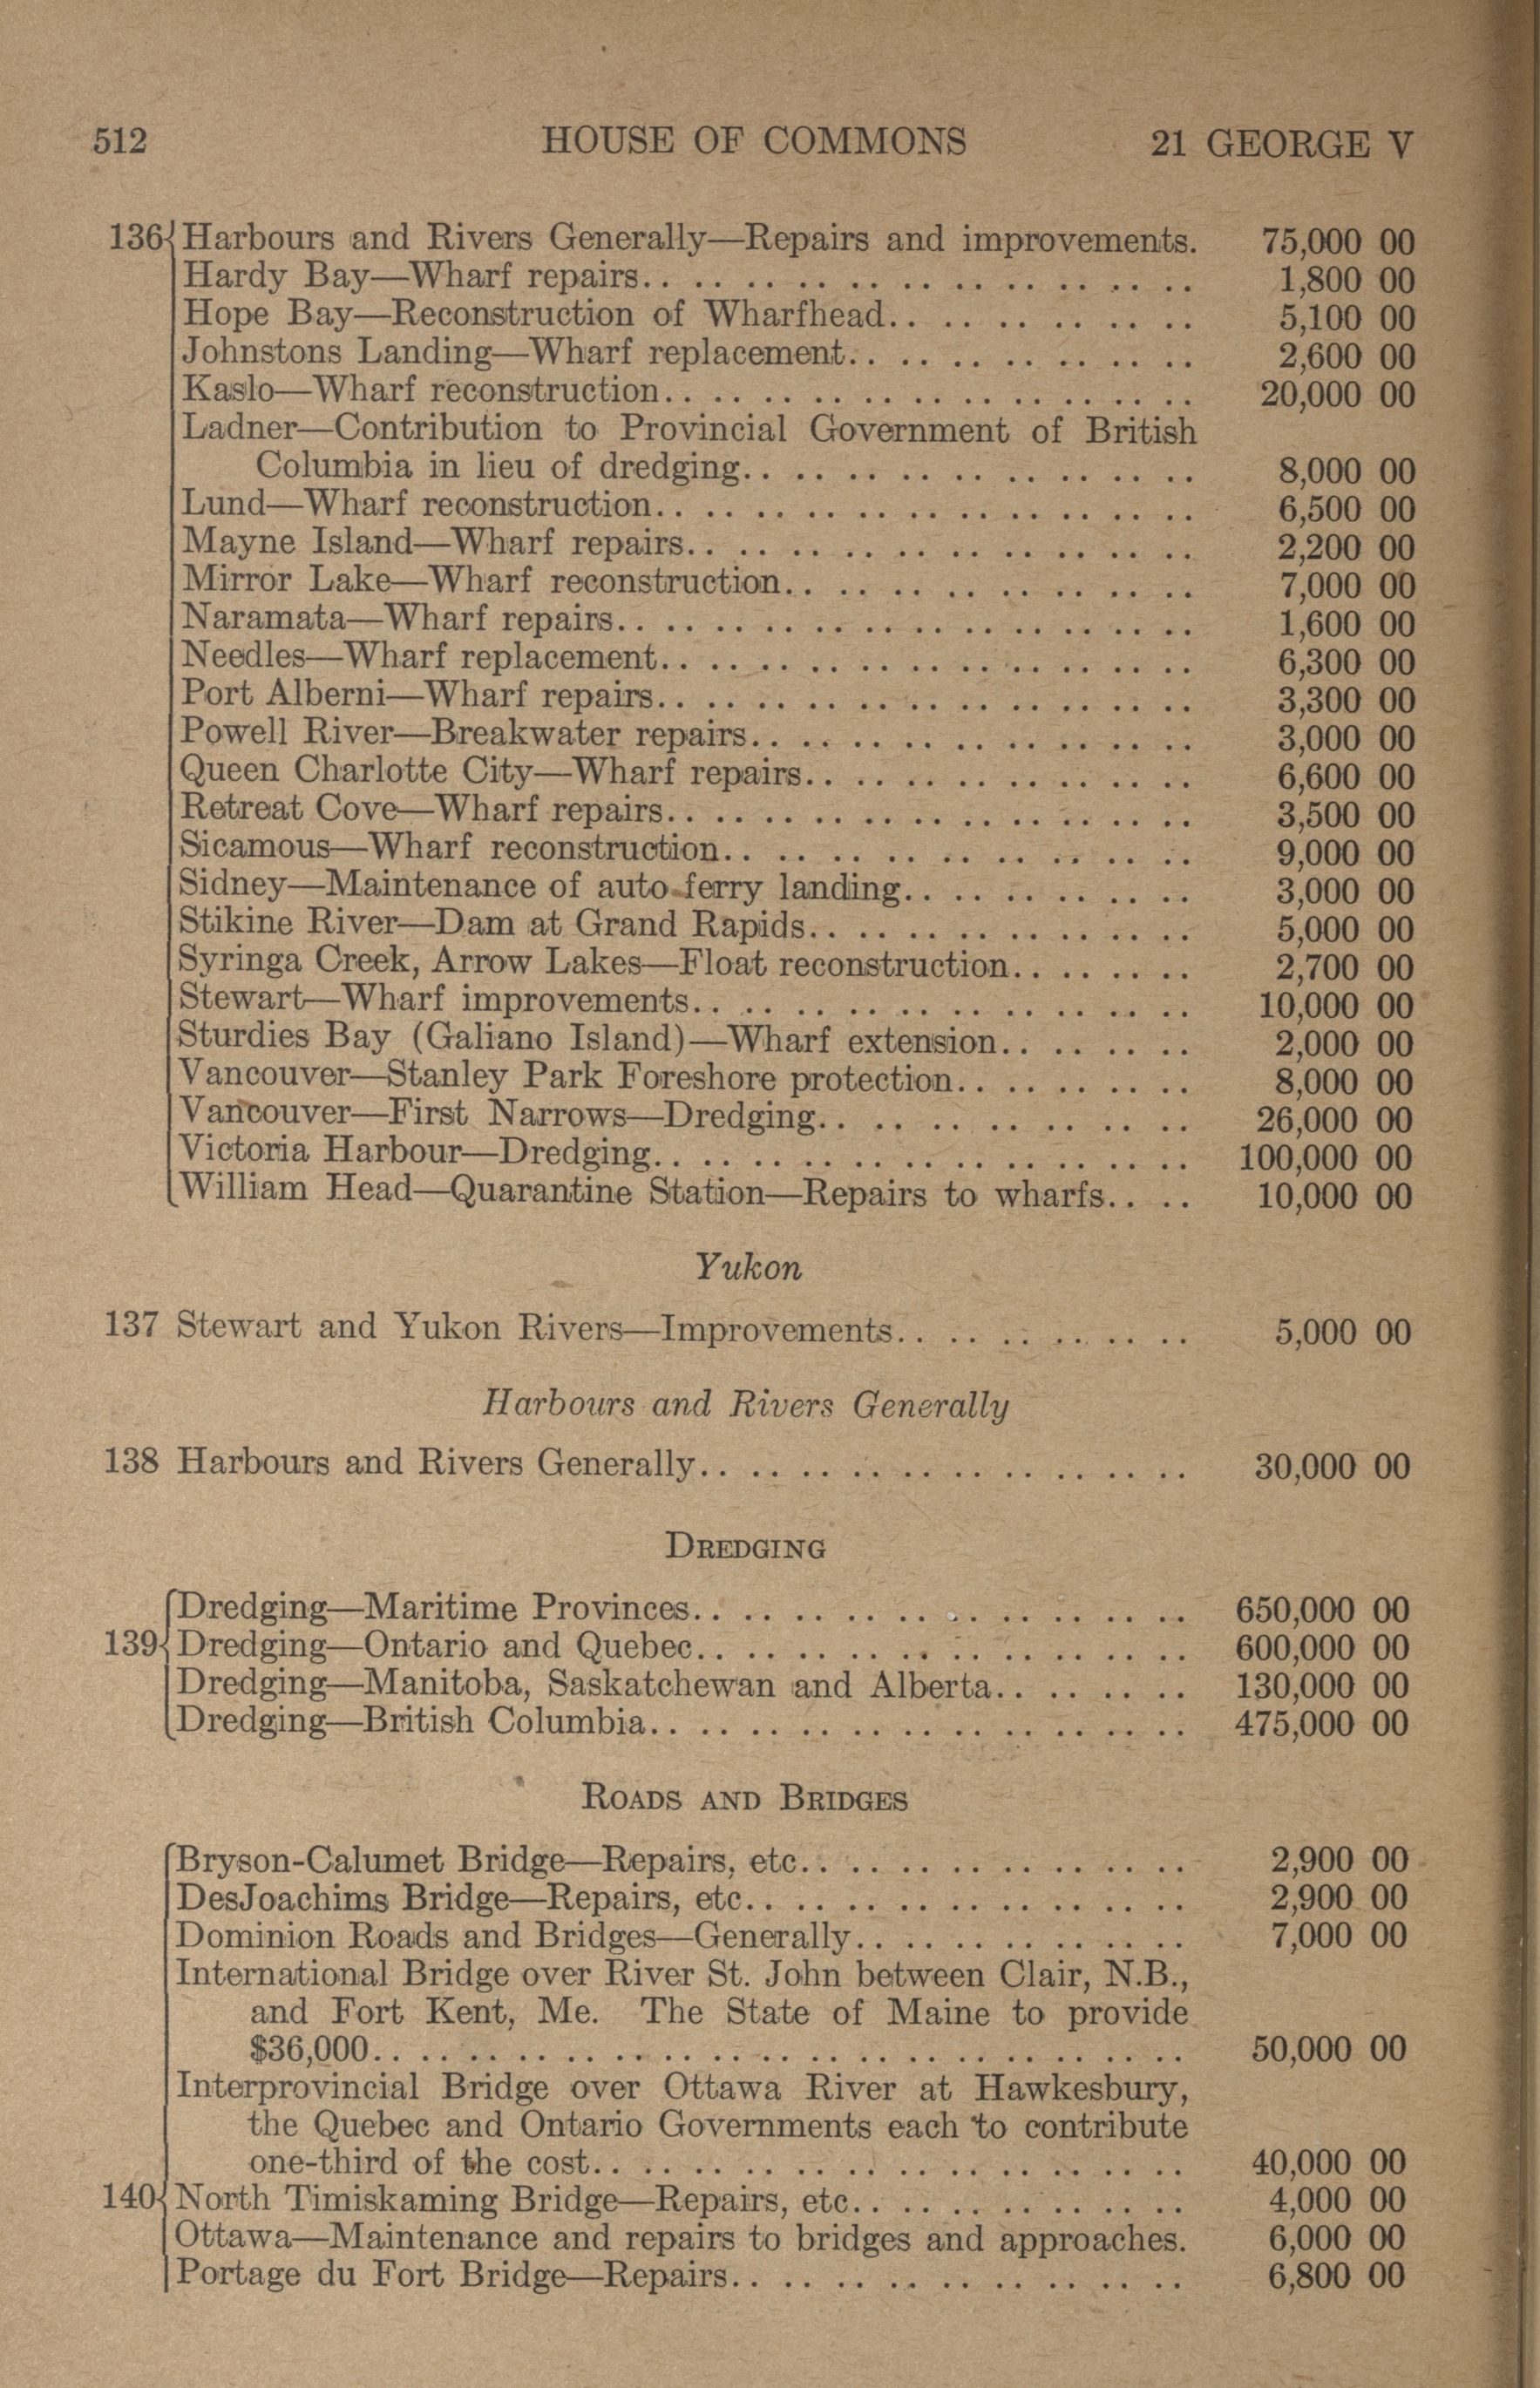 512 HOUSE OF COMMONS 21 GEORGE V
136 Harbours and Rivers Generally—Repairs and improvements. 75,000 00
Hardy Bay—Wharf repairs.. .. .. .. .. .. .. .. .. .. .. 1,800 00
Hope Bay—Reconstruction of Wharfhead.. .. .. .. .. .. .. 5,100 00
Johnstons Landing—Wharf replacement.. .. .. .. .. .. .. 2,600 00
Kaslo—Wharf reconstruction.. .. .. .. .. .. .. .. .. .. .. 20,000 00
Ladner—Contribution to Provincial Government of British
Columbia in lieu of dredging.. .. .. .. .. .. .. .. .. 8,000 00
Lund—Wharf reconstruction.. .. .. .. .. .. .. .. .. .. .. 6,500 00
Mayne Island—Wharf repairs.. .. .. .. .. .. .. .. .. .. 2,200 00
Mirror Lake—Wharf reconstruction.. .. .. .. .. .. .. .. 7,000 00
Naramata—Wharf repairs.. .. .. .. .. .. .. .. .. .. .. .. 1,600 00
Needles—Wharf replacement.. .. .. .. .. .. .. .. .. .. .. 6,300 00
Port Alberni—Wharf repairs.. .. .. .. .. .. .. .. .. .. .. 3,300 00
Powell River—Breakwater repairs.. .. .. .. .. .. .. .. .. 3,000 00
Queen Charlotte City—Wharf repairs.. .. .. .. .. .. .. .. 6,600 00
Retreat Cove—Wharf repairs.. .. .. .. .. .. .. .. .. .. .. 3,500 00
Sicamous—Wharf reconstruction.. .. .. .. .. .. .. .. .. .. 9,000 00
Sidney—Maintenance of auto-ferry landing.. .. .. .. .. .. 3,000 00
Stikine River—Dam at Grand Rapids.. .. .. .. .. .. .. .. 5,000 00
Syringa Creek, Arrow Lakes—Float reconstruction.. .. .. .. 2,700 00
Stewart—Wharf improvements.. .. .. .. .. .. .. .. .. .. 10,000 00
Sturdies Bay (Galiano Island)—Wharf extension.. .. .. .. 2,000 00
Vancouver—Stanley Park Foreshore protection.. .. .. .. .. 8,000 00
Vancouver—First Narrows—Dredging.. .. .. .. .. .. .. .. 26,000 00
Victoria Harbour—Dredging.. .. .. .. .. .. .. .. .. .. .. 100,000 00
William Head—Quarantine Station—Repairs to wharfs.. .. 10,000 00
Yukon
137 Stewart and Yukon Rivers—Improvements.. .. .. .. .. .. 5,000 00
Harbours and Rivers Generally
138 Harbours and Rivers Generally.. .. .. .. .. .. .. .. .. .. 30,000 00
DREDGING
Dredging—Maritime Provinces.. .. .. .. .. .. .. .. .. .. 650,000 00
139 Dredging—Ontario and Quebec.. .. .. .. .. .. .. .. .. .. 600,000 00
Dredging—Manitoba, Saskatchewan and Alberta.. .. .. .. 130,000 00
Dredging—British Columbia.. .. .. .. .. .. .. .. .. .. .. 475,000 00
ROADS AND BRIDGES
Bryson-Calumet Bridge—Repairs, etc.. .. .. .. .. .. .. .. 2,900 00
DesJoachims Bridge—Repairs, etc.. .. .. .. .. .. .. .. .. 2,900 00
Dominion Roads and Bridges—Generally.. .. .. .. .. .. .. 7,000 00
International Bridge over River St. John between Clair, N.B.,
and Fort Kent, Me. The State of Maine to provide
$36,000.. .. .. .. .. .. .. .. .. .. .. .. .. .. .. .. .. 50,000 00
Interprovincial Bridge over Ottawa River at Hawkesbury,
the Quebec and Ontario Governments each to contribute
one-third of the cost.. .. .. .. .. .. .. .. .. .. .. .. 40,000 00
140 North Timiskaming Bridge—Repairs, etc.. .. .. .. .. .. .. 4,000 00
Ottawa—Maintenance and repairs to bridges and approaches. 6,000 00
Portage du Fort Bridge—Repairs.. .. .. .. .. .. .. .. .. 6,800 00